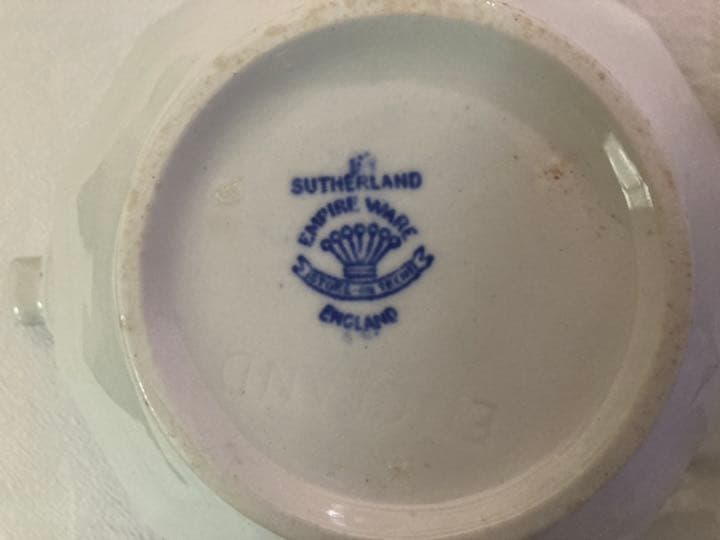 SUTHERLAND
EMPIRE WARE
STOKE-ON-TRENT
ENGLAND